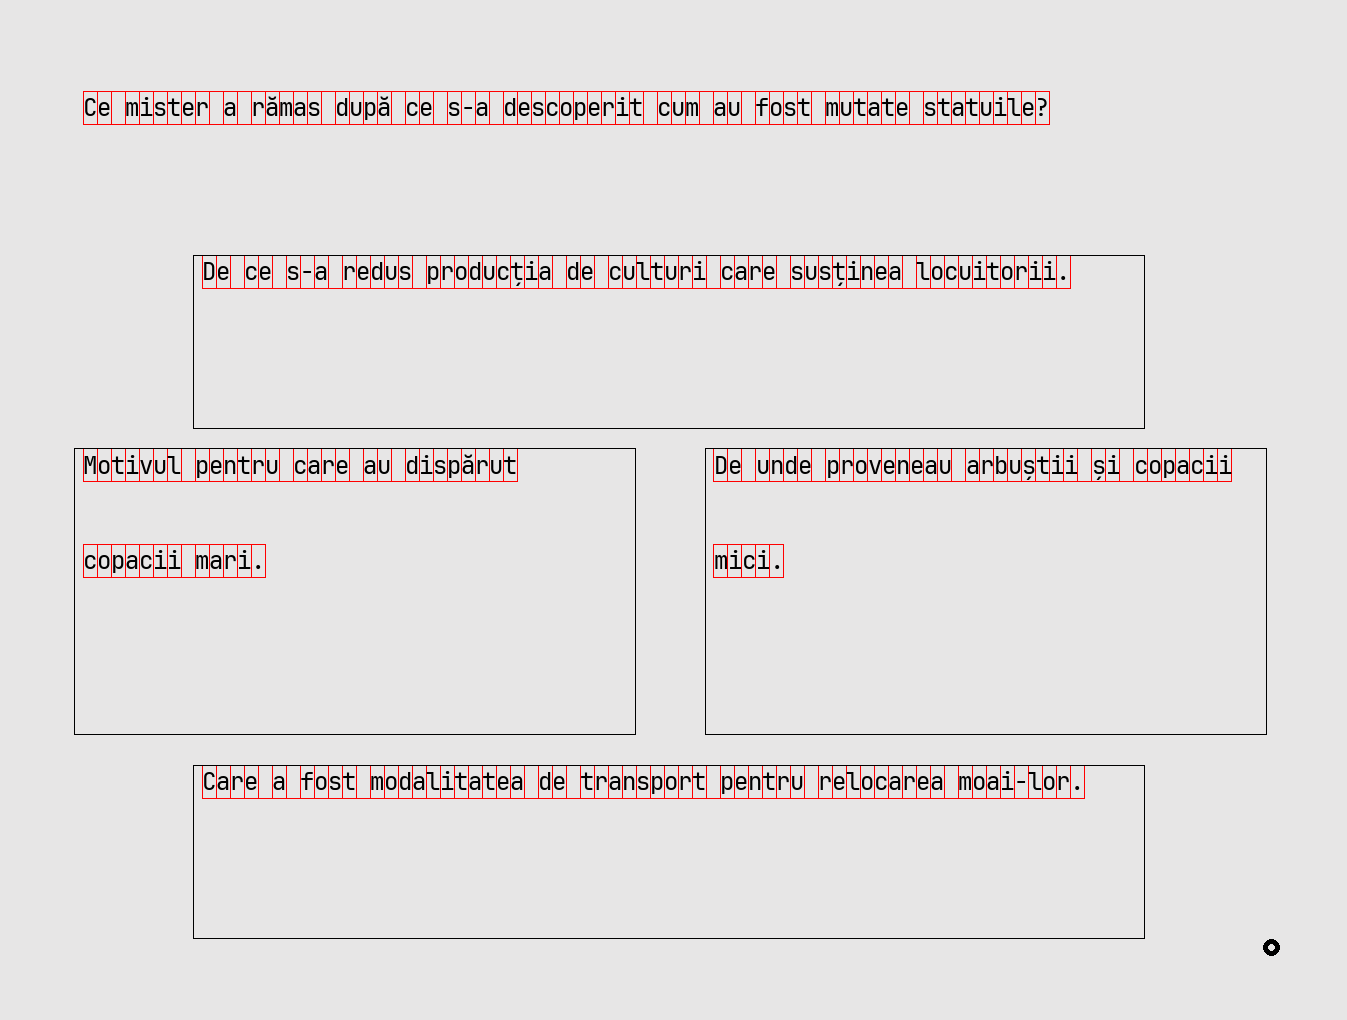 Ce mister a rămas după ce s-a descoperit cum au fost mutate statuile?
De ce s-a redus producția de culturi care susținea locuitorii.
Motivul pentru care au dispărut
copacii mari.
De unde proveneau arbuștii și copacii
mici.
Care a fost modalitatea de transport pentru relocarea moai-lor.